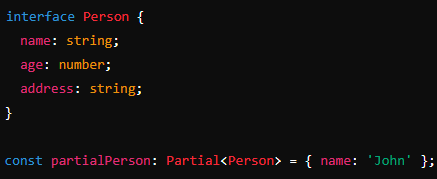 interface Person {
  name: string;
  age: number;
  address: string;
}

const partialPerson: Partial<Person> = { name: 'John' };